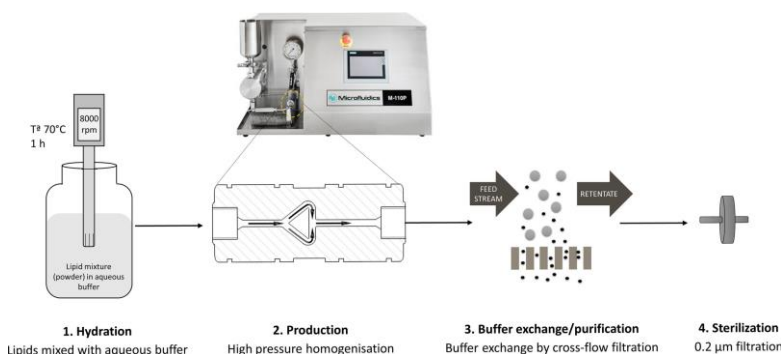 Microfluidics
M-110P
8000
rpm
Tª 70°C
1 h
FEED
STREAM
RETENTATE
Lipid mixture
(powder) in aqueous
buffer
1. Hydration
Lipids mixed with aqueous buffer
2. Production
High pressure homogenisation
3. Buffer exchange/purification
Buffer exchange by cross-flow filtration
4. Sterilization
0.2 µm filtration